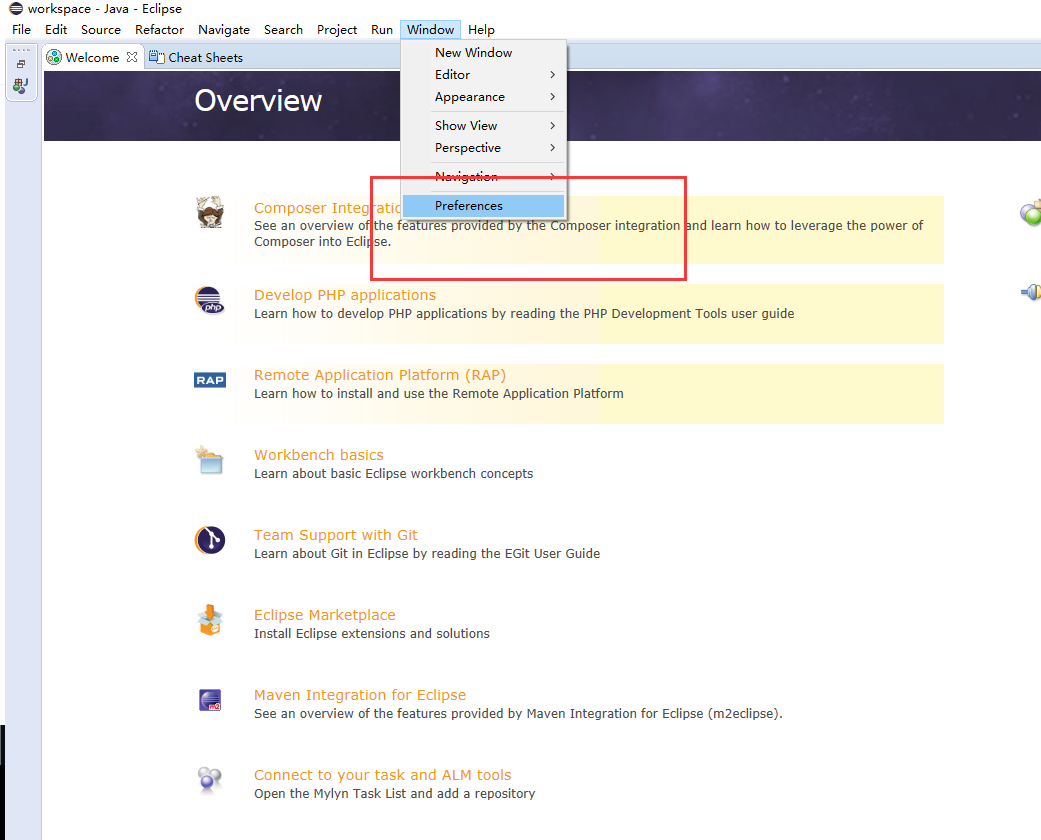 workspace - Java - Eclipse
File Edit Source Refactor Navigate Search Project Run Window Help
Welcome Cheat Sheets
New Window
Editor
Appearance
Show View
Perspective
Navigation
Preferences
Overview
Composer Integratio
See an overview of the features provided by the Composer integration and learn how to leverage the power of
Composer into Eclipse.
php
Develop PHP applications
Learn how to develop PHP applications by reading the PHP Development Tools user guide
RAP
Remote Application Platform (RAP)
Learn how to install and use the Remote Application Platform
Workbench basics
Learn about basic Eclipse workbench concepts
Team Support with Git
Learn about Git in Eclipse by reading the EGit User Guide
Eclipse Marketplace
Install Eclipse extensions and solutions
m2
Maven Integration for Eclipse
See an overview of the features provided by Maven Integration for Eclipse (m2eclipse).
Connect to your task and ALM tools
Open the Mylyn Task List and add a repository